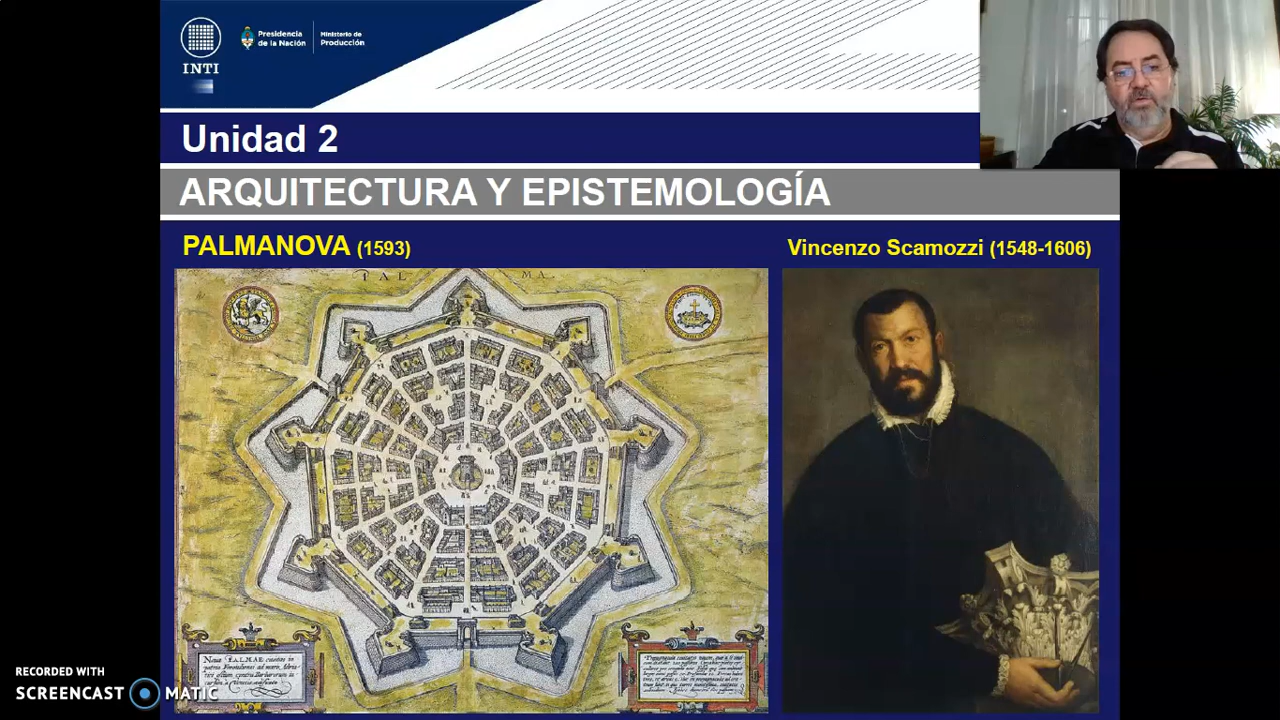 INTI
Presidencia
de la Nación
Ministerio de
Producción
Unidad 2
ARQUITECTURA Y EPISTEMOLOGÍA
PALMANOVA (1593)
Vincenzo Scamozzi (1548-1606)
PALMA.
RECORDED WITH
SCREENCAST MATIC